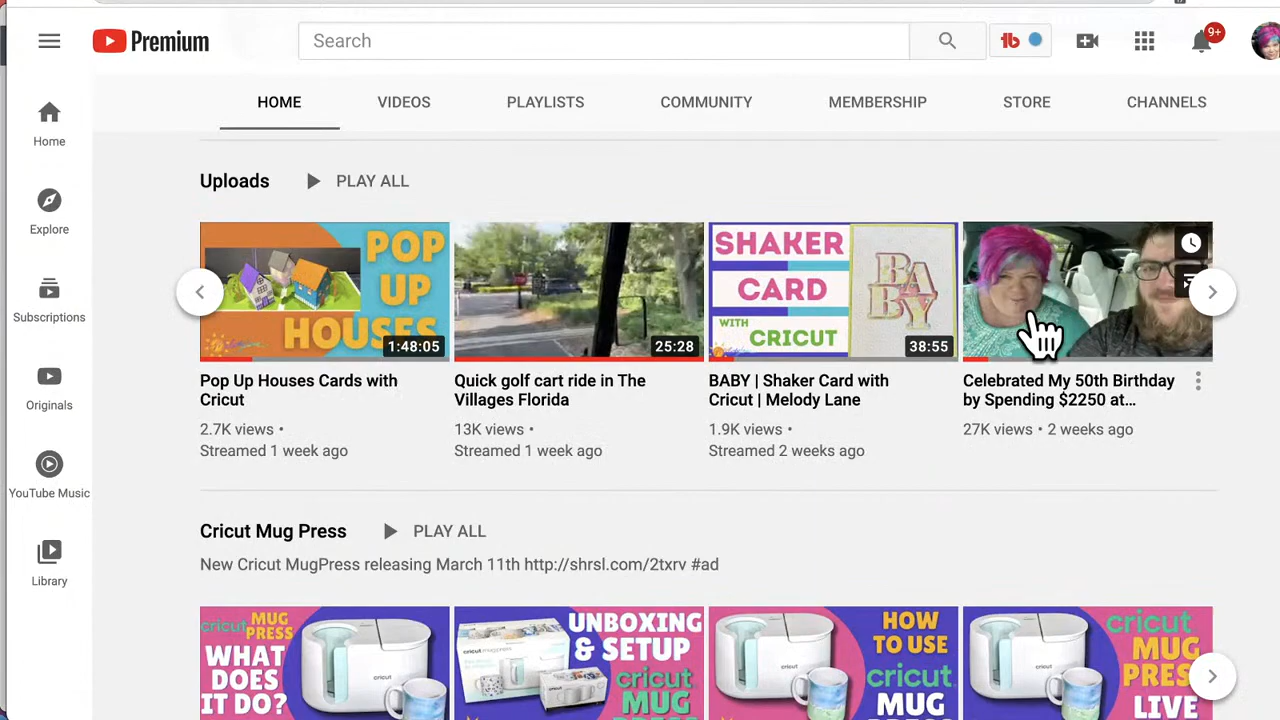 Premium
Search
9+
HOME
VIDEOS
PLAYLISTS
COMMUNITY
MEMBERSHIP
STORE
CHANNELS
Home
Explore
Subscriptions
Originals
YouTube Music
Library
Uploads
PLAY ALL
POP
UP
HOUSES
1:48:05
25:28
SHAKER
CARD
WITH
CRICUT
BA
BY
38:55
Pop Up Houses Cards with
Cricut
2.7K views •
Streamed 1 week ago
Quick golf cart ride in The
Villages Florida
13K views •
Streamed 1 week ago
BABY | Shaker Card with
Cricut | Melody Lane
1.9K views •
Streamed 2 weeks ago
Celebrated My 50th Birthday
by Spending $2250 at...
27K views • 2 weeks ago
Cricut Mug Press
PLAY ALL
New Cricut MugPress releasing March 11th http://shrsl.com/2txrv #ad
cricut MUG
PRESS
WHAT
DOES
IT DO?
UNBOXING
& SETUP
cricut
MUG
HOW
TO USE
cricut
MUG
cricut
MUG
PRESS
LIVE